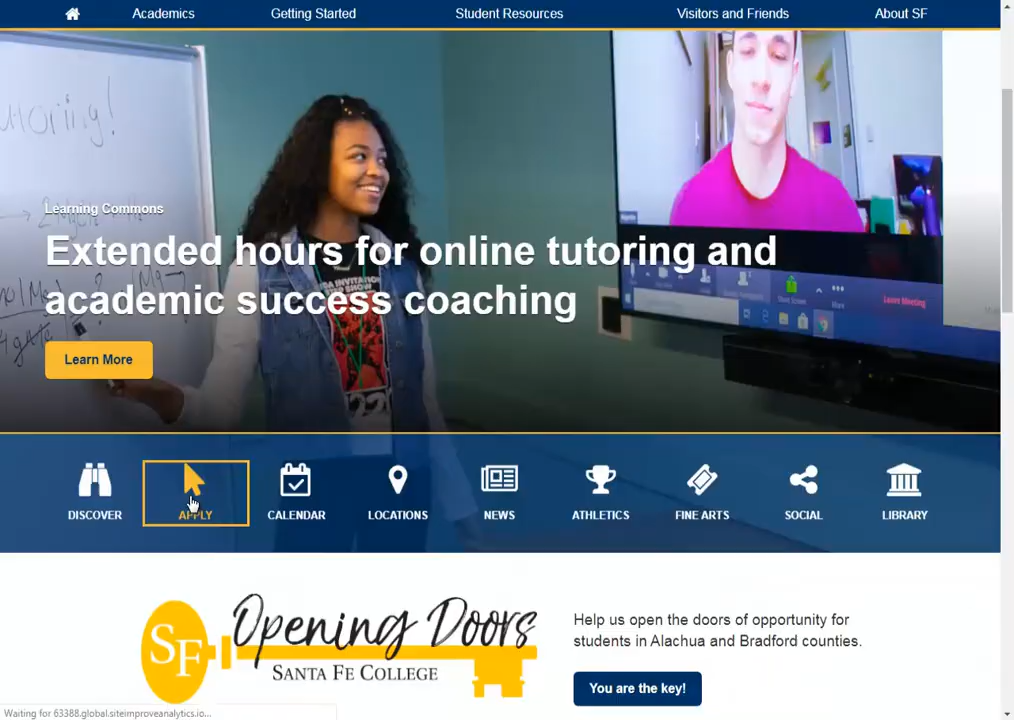 Academics Getting Started Student Resources Visitors and Friends About SF
Learning Commons
Extended hours for online tutoring and
academic success coaching
Learn More
Leave Meeting
DISCOVER APPLY CALENDAR LOCATIONS NEWS ATHLETICS FINE ARTS SOCIAL LIBRARY
SF
Opening Doors
SANTA FE COLLEGE
Help us open the doors of opportunity for
students in Alachua and Bradford counties.
You are the key!
Waiting for 63388.global.siteimproveanalytics.io...